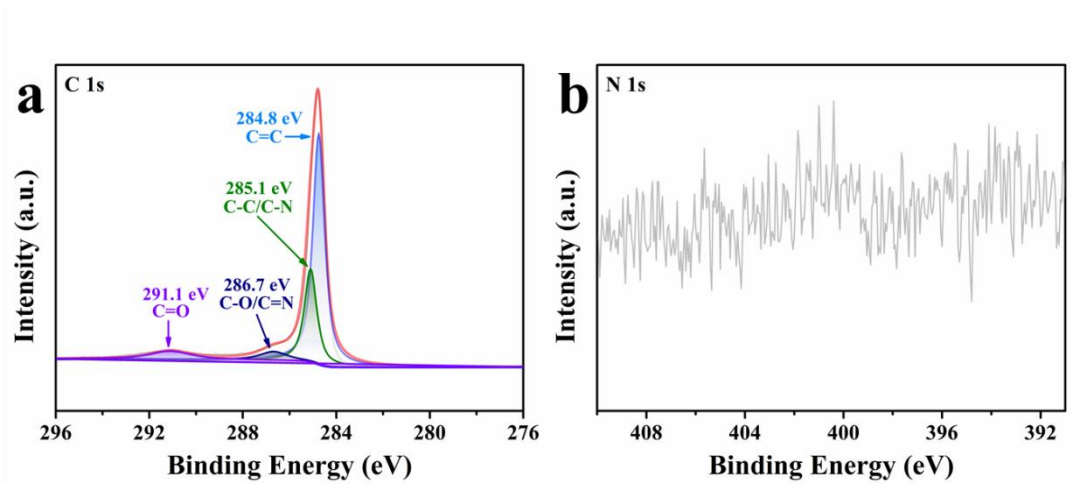 a
C 1s
284.8 eV
C=C
285.1 eV
C-C/C-N
286.7 eV
C-O/C=N
291.1 eV
C=O
Intensity (a.u.)
296 292 288 284 280 276
Binding Energy (eV)
b
N 1s
Intensity (a.u.)
408 404 400 396 392
Binding Energy (eV)